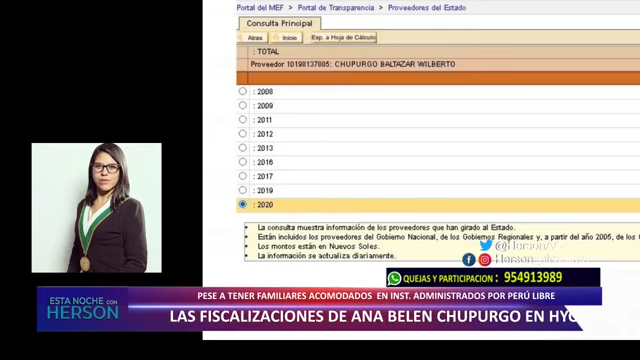 Portal del MEF > Portal de Transparencia > Proveedores del Estado
Consulta Principal
Atras Inicio Exp. a Hoja de Cálculo
: TOTAL
Proveedor 10198137885: CHUPURGO BALTAZAR WILBERTO
: 2008
: 2009
: 2011
: 2012
: 2013
: 2016
: 2017
: 2019
: 2020
La consulta muestra información de los proveedores que han girado al Estado.
Están incluidos los proveedores del Gobierno Nacional, de los Gobiernos Regionales y, a partir del año 2005, de los G
Los montos están en Nuevos Soles.
La información se actualiza diariamente.
QUEJAS Y PARTICIPACION : 954913989
PESE A TENER FAMILIARES ACOMODADOS EN INST. ADMINISTRADOS POR PERÚ LIBRE
ESTA NOCHE CON
HERSON
LAS FISCALIZACIONES DE ANA BELEN CHUPURGO EN HYO